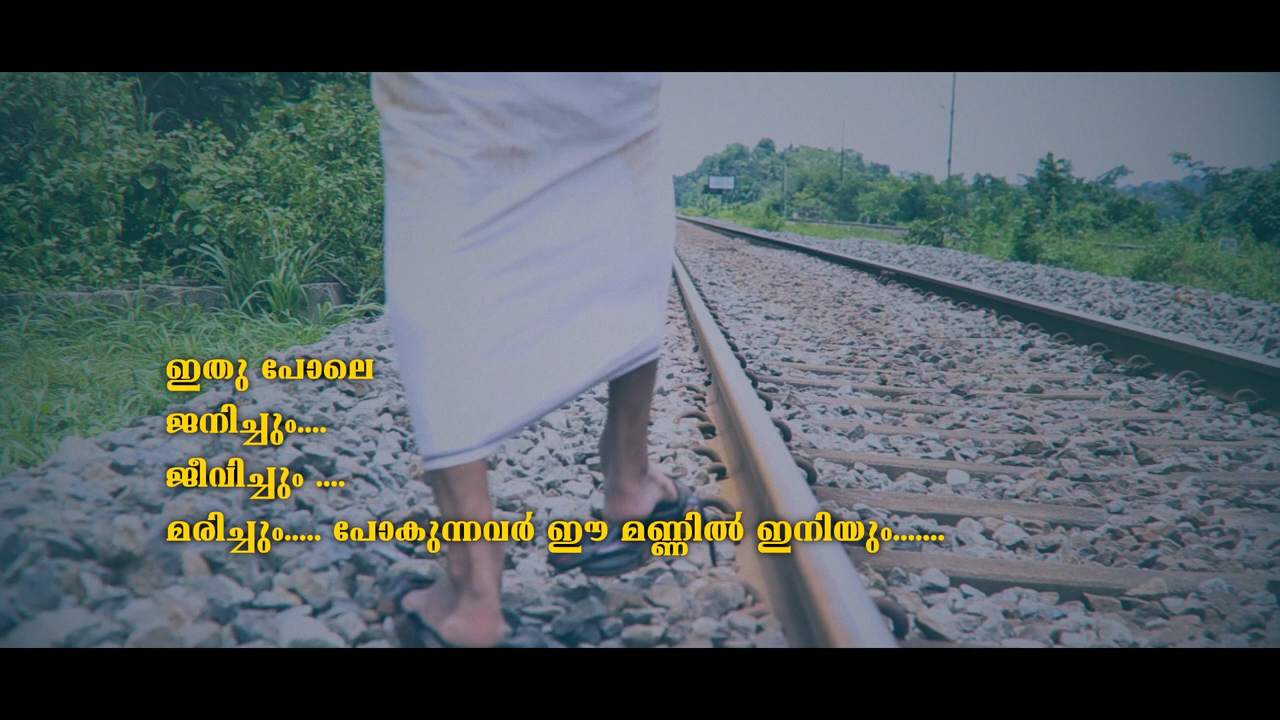 ഇതു പോലെ
ജനിച്ചും....
ജീവിച്ചും ....
മരിച്ചും..... പോകുന്നവർ ഈ മണ്ണിൽ ഇനിയും.......